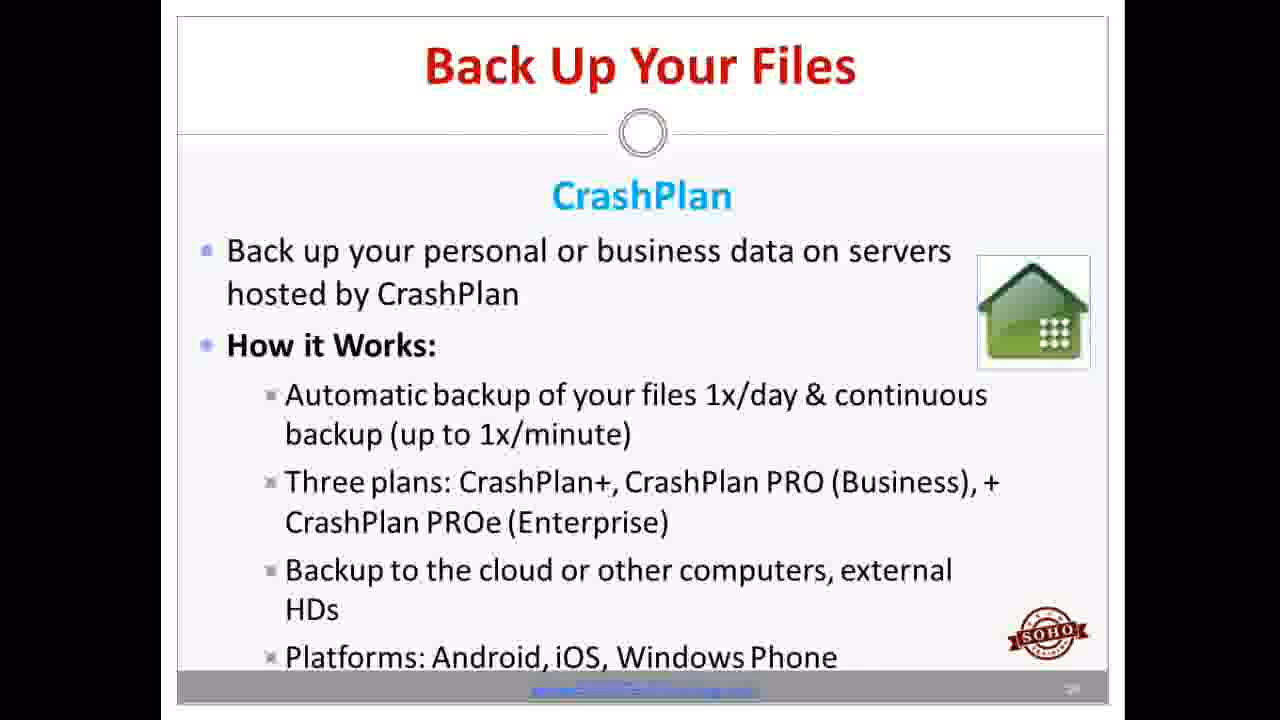 Back Up Your Files
CrashPlan
Back up your personal or business data on servers
hosted by CrashPlan
How it Works:
Automatic backup of your files 1x/day & continuous
backup (up to 1x/minute)
Three plans: CrashPlan+, CrashPlan PRO (Business), +
CrashPlan PROe (Enterprise)
Backup to the cloud or other computers, external
HDs
Platforms: Android, iOS, Windows Phone
SOHO